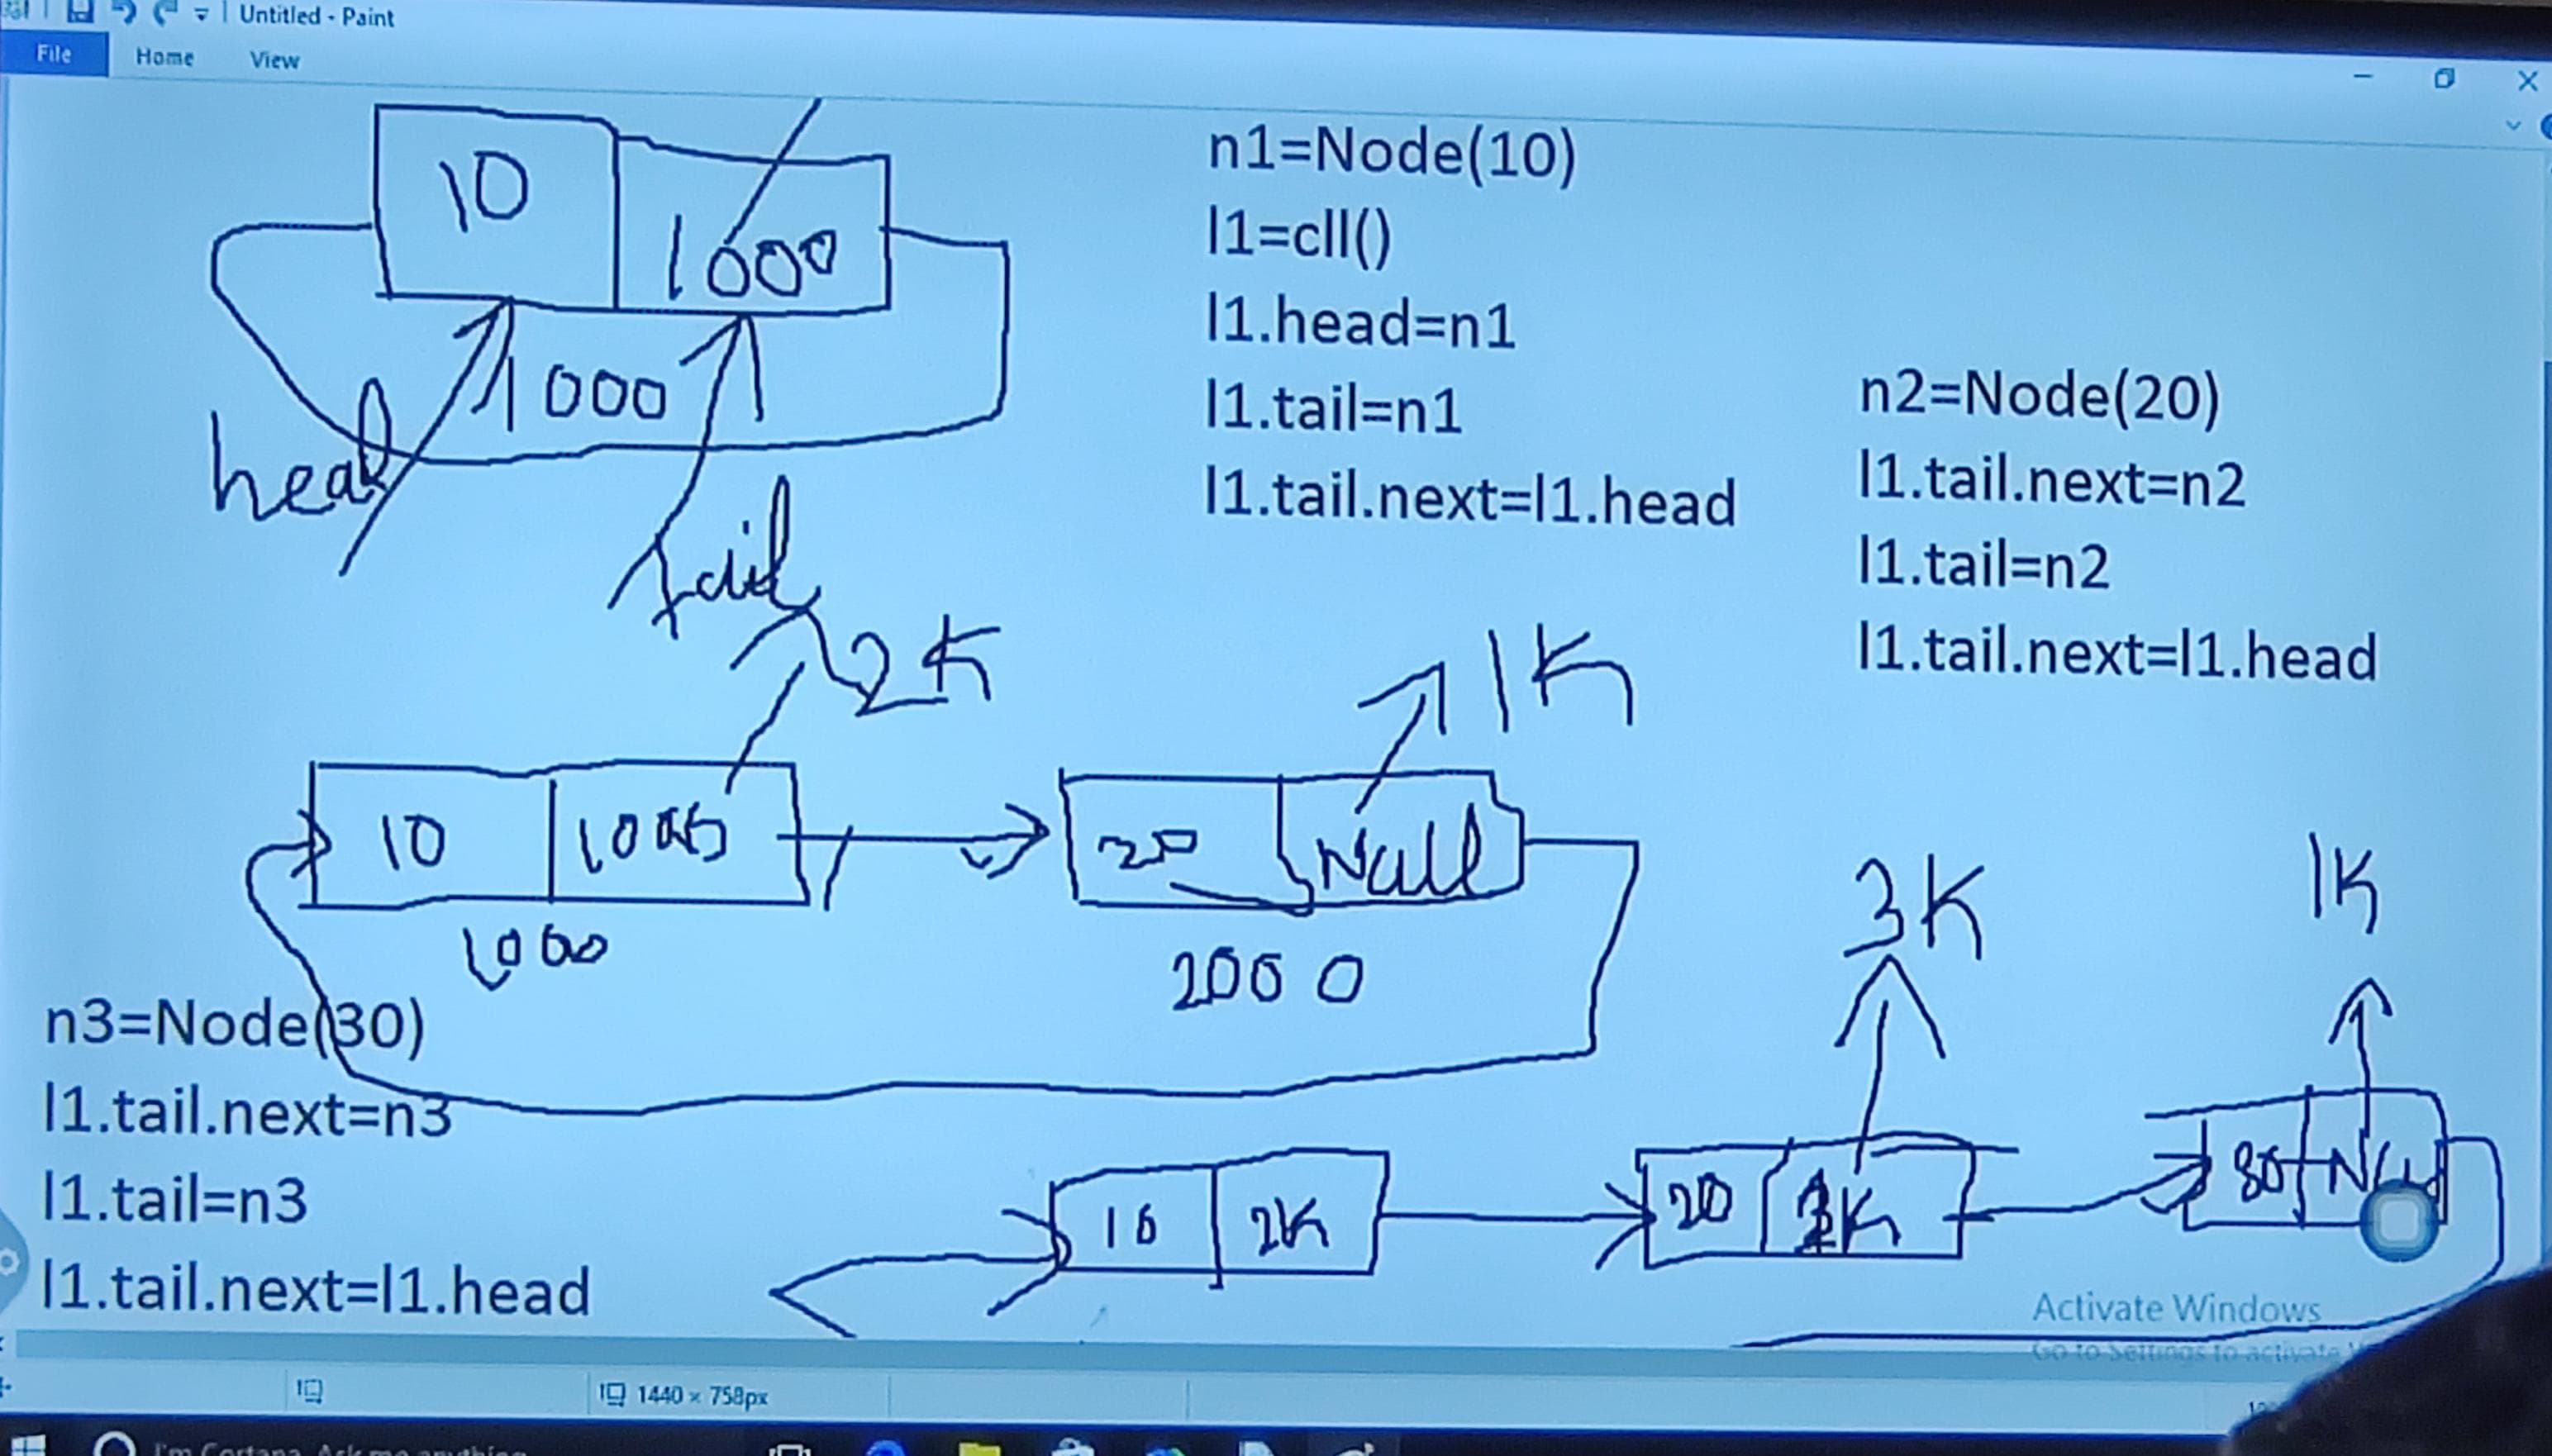 Untitled - Paint
File Home View
10 1000
1000
head
tail
n1=Node(10)
l1=cll()
l1.head=n1
l1.tail=n1
l1.tail.next=l1.head
n2=Node(20)
l1.tail.next=n2
l1.tail=n2
l1.tail.next=l1.head
2K
1K
10 1000
1000
20 Null
2000
n3=Node(30)
l1.tail.next=n3
l1.tail=n3
l1.tail.next=l1.head
3K
1K
10 2K
20
30
Activate Windows
Go to Settings to activate
1440 × 758px
I'm Cortana. Ask me anything